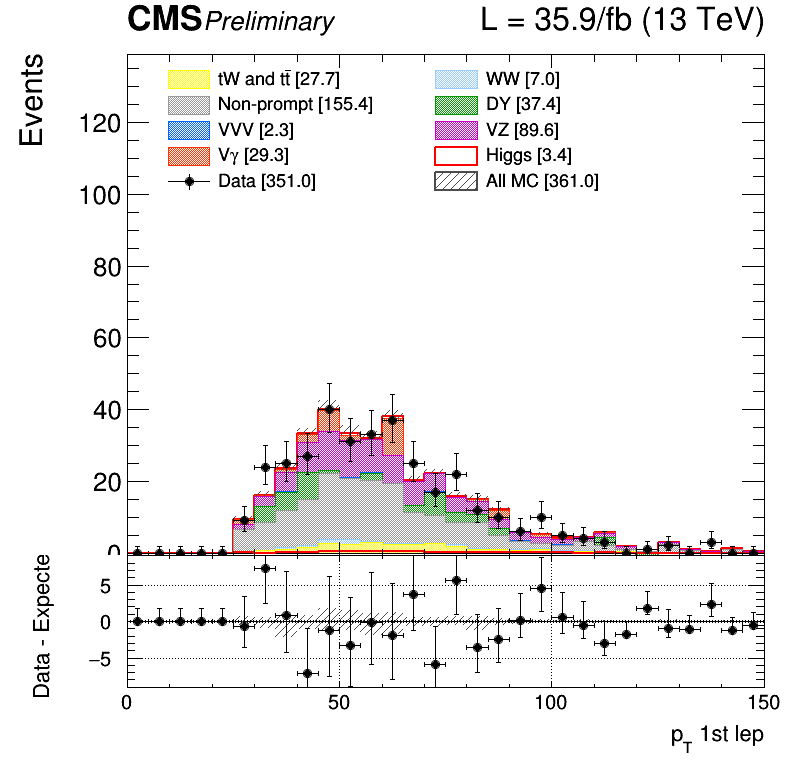 CMS Preliminary L = 35.9/fb (13 TeV)
Events
tW and tt̄ [27.7] WW [7.0]
Non-prompt [155.4] DY [37.4]
VVV [2.3] VZ [89.6]
Vγ [29.3] Higgs [3.4]
Data [351.0] All MC [361.0]
120
100
80
60
40
20
0
Data - Expecte
5
0
−5
0 50 100 150
pT 1st lep